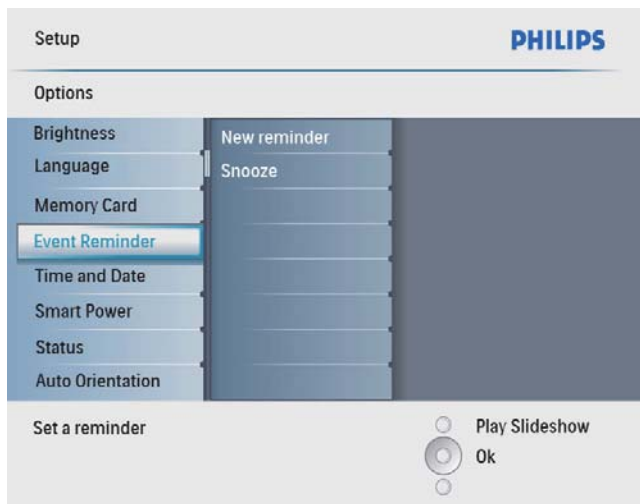 Setup
PHILIPS
Options
Brightness
Language
Memory Card
Event Reminder
Time and Date
Smart Power
Status
Auto Orientation
New reminder
Snooze
Set a reminder
Play Slideshow
Ok